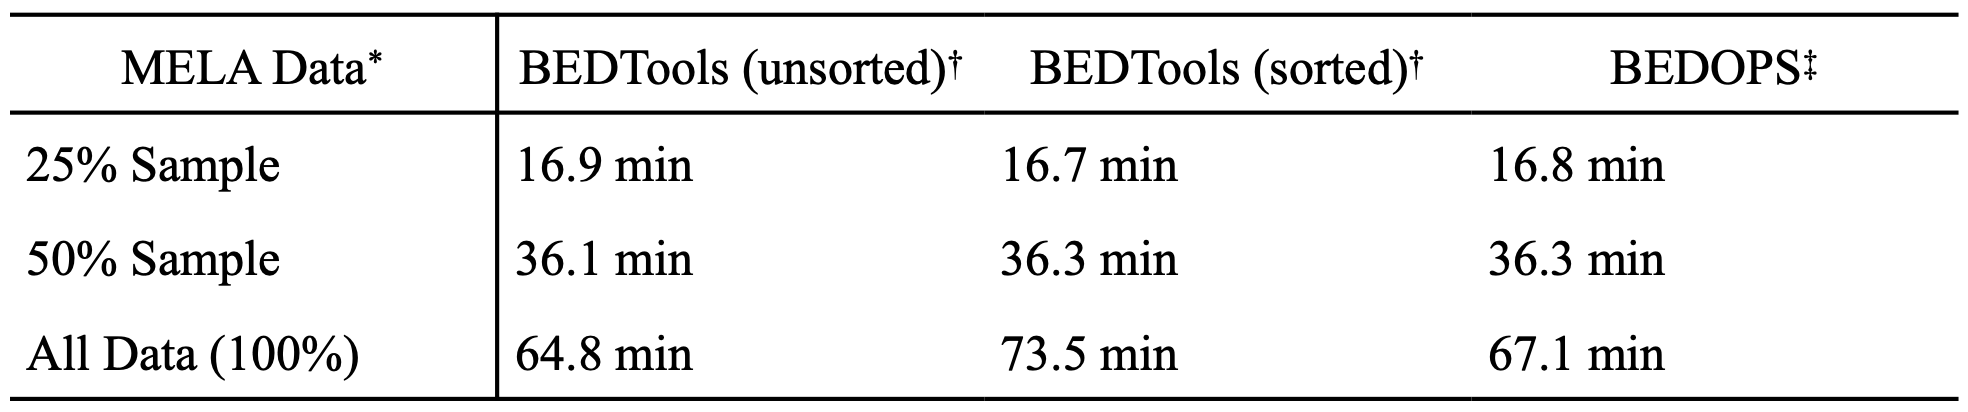 MELA Data* BEDTools (unsorted)† BEDTools (sorted)† BEDOPS‡
25% Sample 16.9 min 16.7 min 16.8 min
50% Sample 36.1 min 36.3 min 36.3 min
All Data (100%) 64.8 min 73.5 min 67.1 min